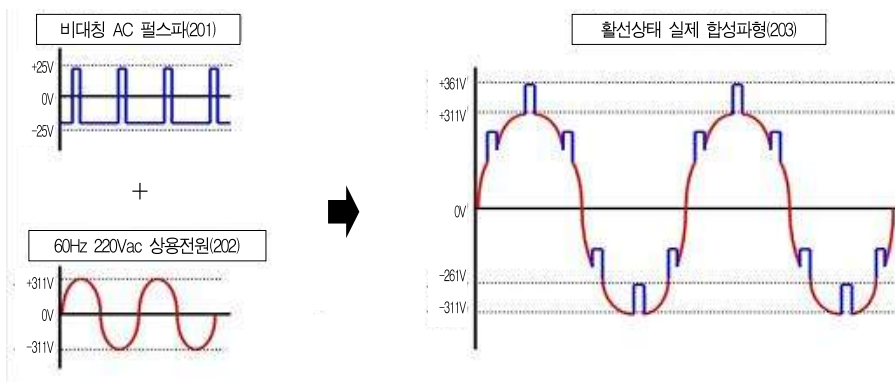 비대칭 AC 펄스파(201)
+25V
0V
-25V
+
60Hz 220Vac 상용전원(202)
+311V
0V
-311V
활선상태 실제 합성파형(203)
+361V
+311V
0V
-261V
-311V